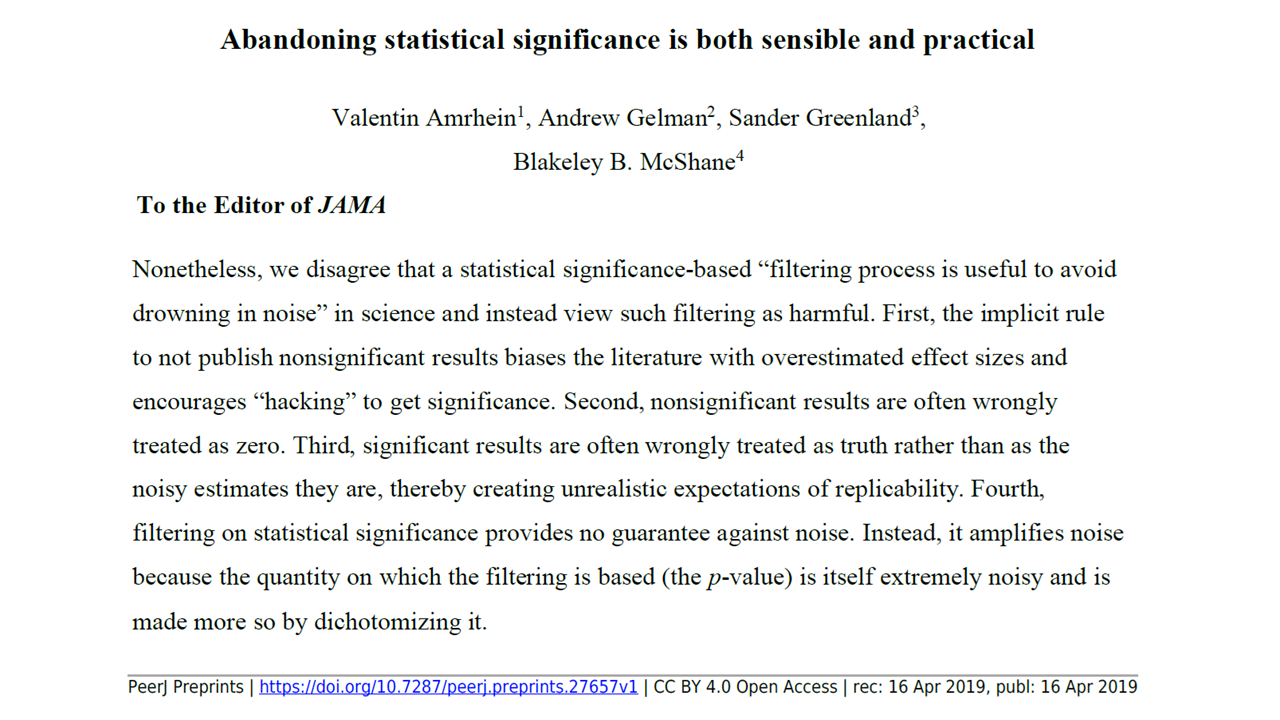 Abandoning statistical significance is both sensible and practical
Valentin Amrhein1, Andrew Gelman2, Sander Greenland3,
Blakeley B. McShane4
To the Editor of JAMA
Nonetheless, we disagree that a statistical significance-based “filtering process is useful to avoid
drowning in noise” in science and instead view such filtering as harmful. First, the implicit rule
to not publish nonsignificant results biases the literature with overestimated effect sizes and
encourages “hacking” to get significance. Second, nonsignificant results are often wrongly
treated as zero. Third, significant results are often wrongly treated as truth rather than as the
noisy estimates they are, thereby creating unrealistic expectations of replicability. Fourth,
filtering on statistical significance provides no guarantee against noise. Instead, it amplifies noise
because the quantity on which the filtering is based (the p-value) is itself extremely noisy and is
made more so by dichotomizing it.
PeerJ Preprints | https://doi.org/10.7287/peerj.preprints.27657v1 | CC BY 4.0 Open Access | rec: 16 Apr 2019, publ: 16 Apr 2019